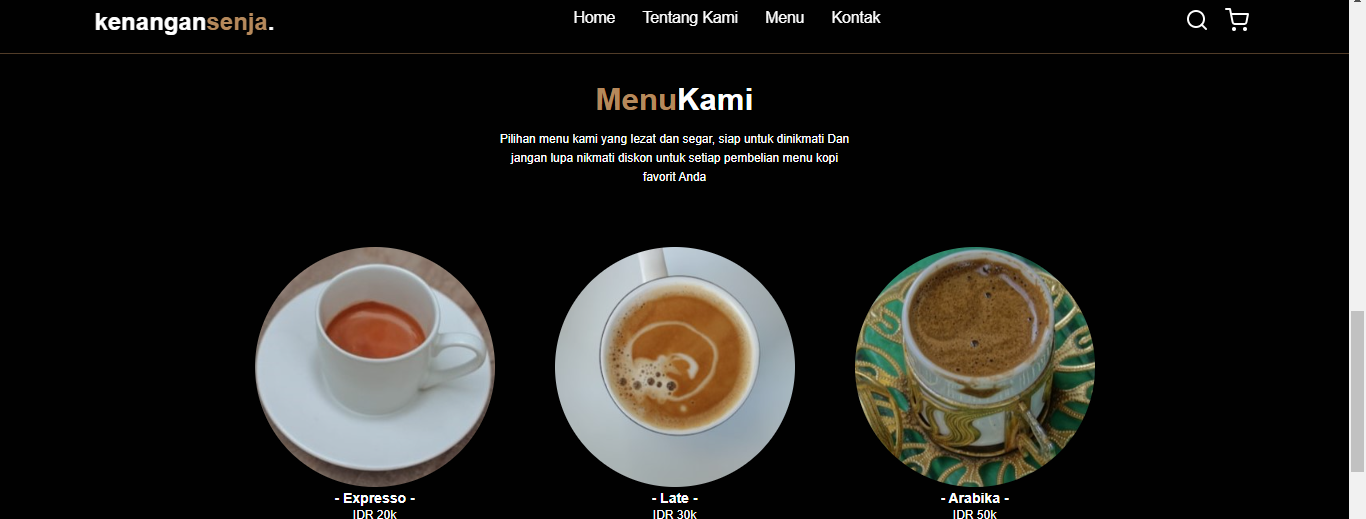 kenangansenja.
Home Tentang Kami Menu Kontak
MenuKami
Pilihan menu kami yang lezat dan segar, siap untuk dinikmati Dan
jangan lupa nikmati diskon untuk setiap pembelian menu kopi
favorit Anda
- Expresso - - Late - - Arabika -
IDR 20k IDR 30k IDR 50k